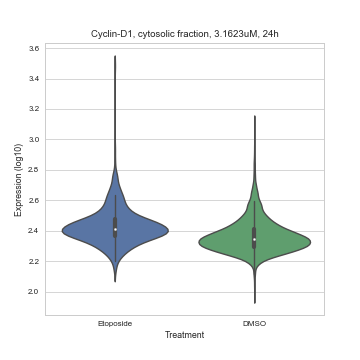 Cyclin-D1, cytosolic fraction, 3.1623uM, 24h
3.6
3.4
3.2
3.0
2.8
2.6
2.4
2.2
2.0
Expression (log10)
Etoposide
DMSO
Treatment